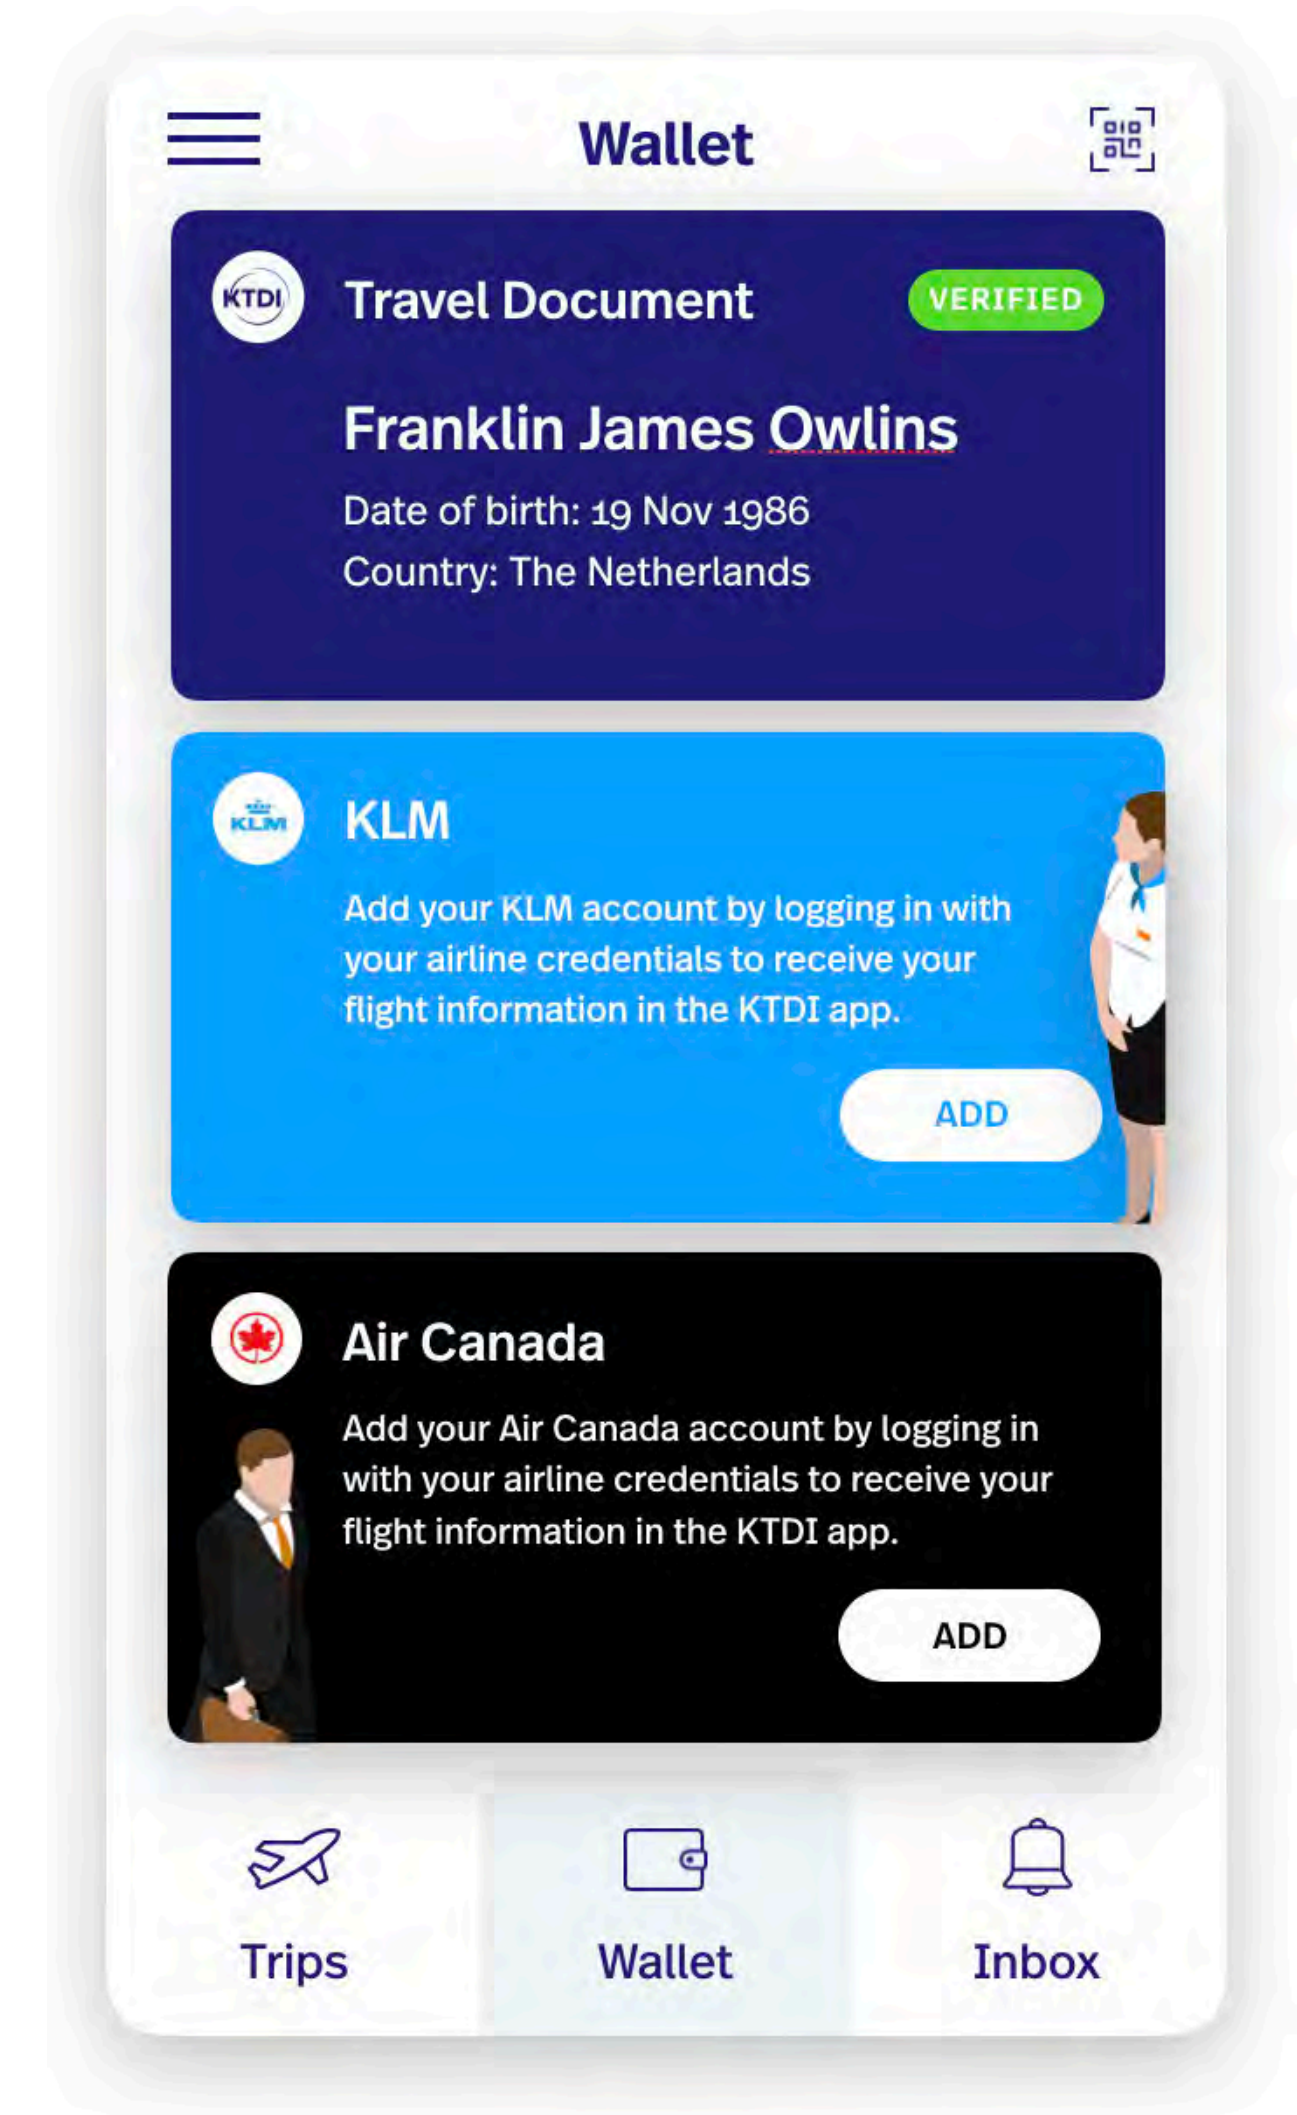 Wallet
KTDI
Travel Document
VERIFIED
Franklin James Owlins
Date of birth: 19 Nov 1986
Country: The Netherlands
KLM
KLM
Add your KLM account by logging in with
your airline credentials to receive your
flight information in the KTDI app.
ADD
Air Canada
Add your Air Canada account by logging in
with your airline credentials to receive your
flight information in the KTDI app.
ADD
Trips
Wallet
Inbox